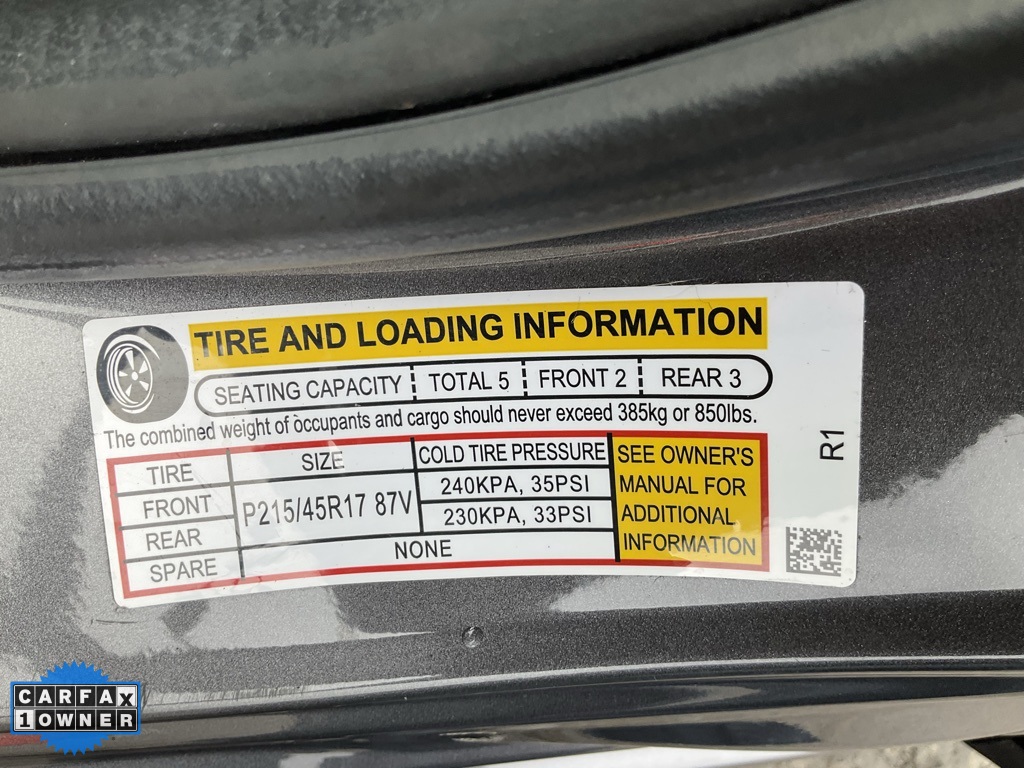 TIRE AND LOADING INFORMATION
SEATING CAPACITY TOTAL 5 FRONT 2 REAR 3
The combined weight of occupants and cargo should never exceed 385kg or 850lbs.
TIRE SIZE COLD TIRE PRESSURE
FRONT P215/45R17 87V 240KPA, 35PSI
REAR 230KPA, 33PSI
SPARE NONE
SEE OWNER'S
MANUAL FOR
ADDITIONAL
INFORMATION
R1
CARFAX
1 OWNER